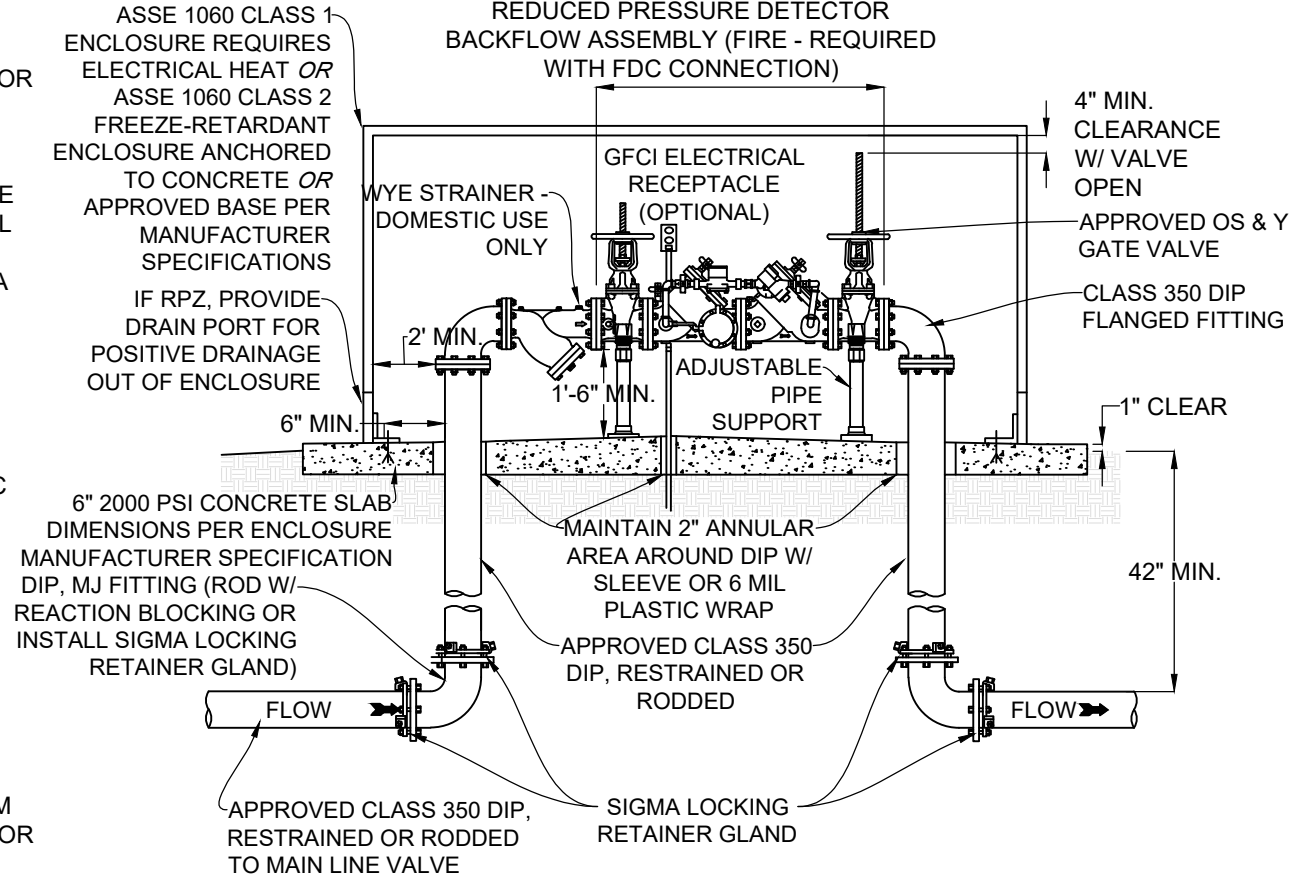 ASSE 1060 CLASS 1
ENCLOSURE REQUIRES
ELECTRICAL HEAT OR
ASSE 1060 CLASS 2
FREEZE-RETARDANT
ENCLOSURE ANCHORED
TO CONCRETE OR
APPROVED BASE PER
MANUFACTURER
SPECIFICATIONS
REDUCED PRESSURE DETECTOR
BACKFLOW ASSEMBLY (FIRE - REQUIRED
WITH FDC CONNECTION)
4" MIN.
CLEARANCE
W/ VALVE
OPEN
GFCI ELECTRICAL
RECEPTACLE
(OPTIONAL)
WYE STRAINER -
DOMESTIC USE
ONLY
APPROVED OS & Y
GATE VALVE
CLASS 350 DIP
FLANGED FITTING
IF RPZ, PROVIDE
DRAIN PORT FOR
POSITIVE DRAINAGE
OUT OF ENCLOSURE
2' MIN.
1'-6" MIN.
ADJUSTABLE
PIPE
SUPPORT
6" MIN.
1" CLEAR
6" 2000 PSI CONCRETE SLAB
DIMENSIONS PER ENCLOSURE
MANUFACTURER SPECIFICATION
MAINTAIN 2" ANNULAR
AREA AROUND DIP W/
SLEEVE OR 6 MIL
PLASTIC WRAP
42" MIN.
DIP, MJ FITTING (ROD W/
REACTION BLOCKING OR
INSTALL SIGMA LOCKING
RETAINER GLAND)
APPROVED CLASS 350
DIP, RESTRAINED OR
RODDED
FLOW
FLOW
APPROVED CLASS 350 DIP,
RESTRAINED OR RODDED
TO MAIN LINE VALVE
SIGMA LOCKING
RETAINER GLAND
OR
E
L
A
C
M
OR